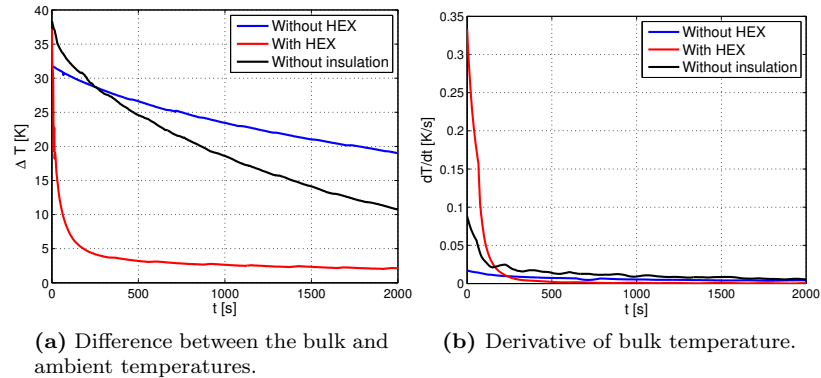 40
35
30
25
20
15
10
5
0
Δ T [K]
0 500 1000 1500 2000
t [s]
Without HEX
With HEX
Without insulation
(a) Difference between the bulk and
ambient temperatures.
0.35
0.3
0.25
0.2
0.15
0.1
0.05
0
dT/dt [K/s]
0 500 1000 1500 2000
t [s]
Without HEX
With HEX
Without insulation
(b) Derivative of bulk temperature.